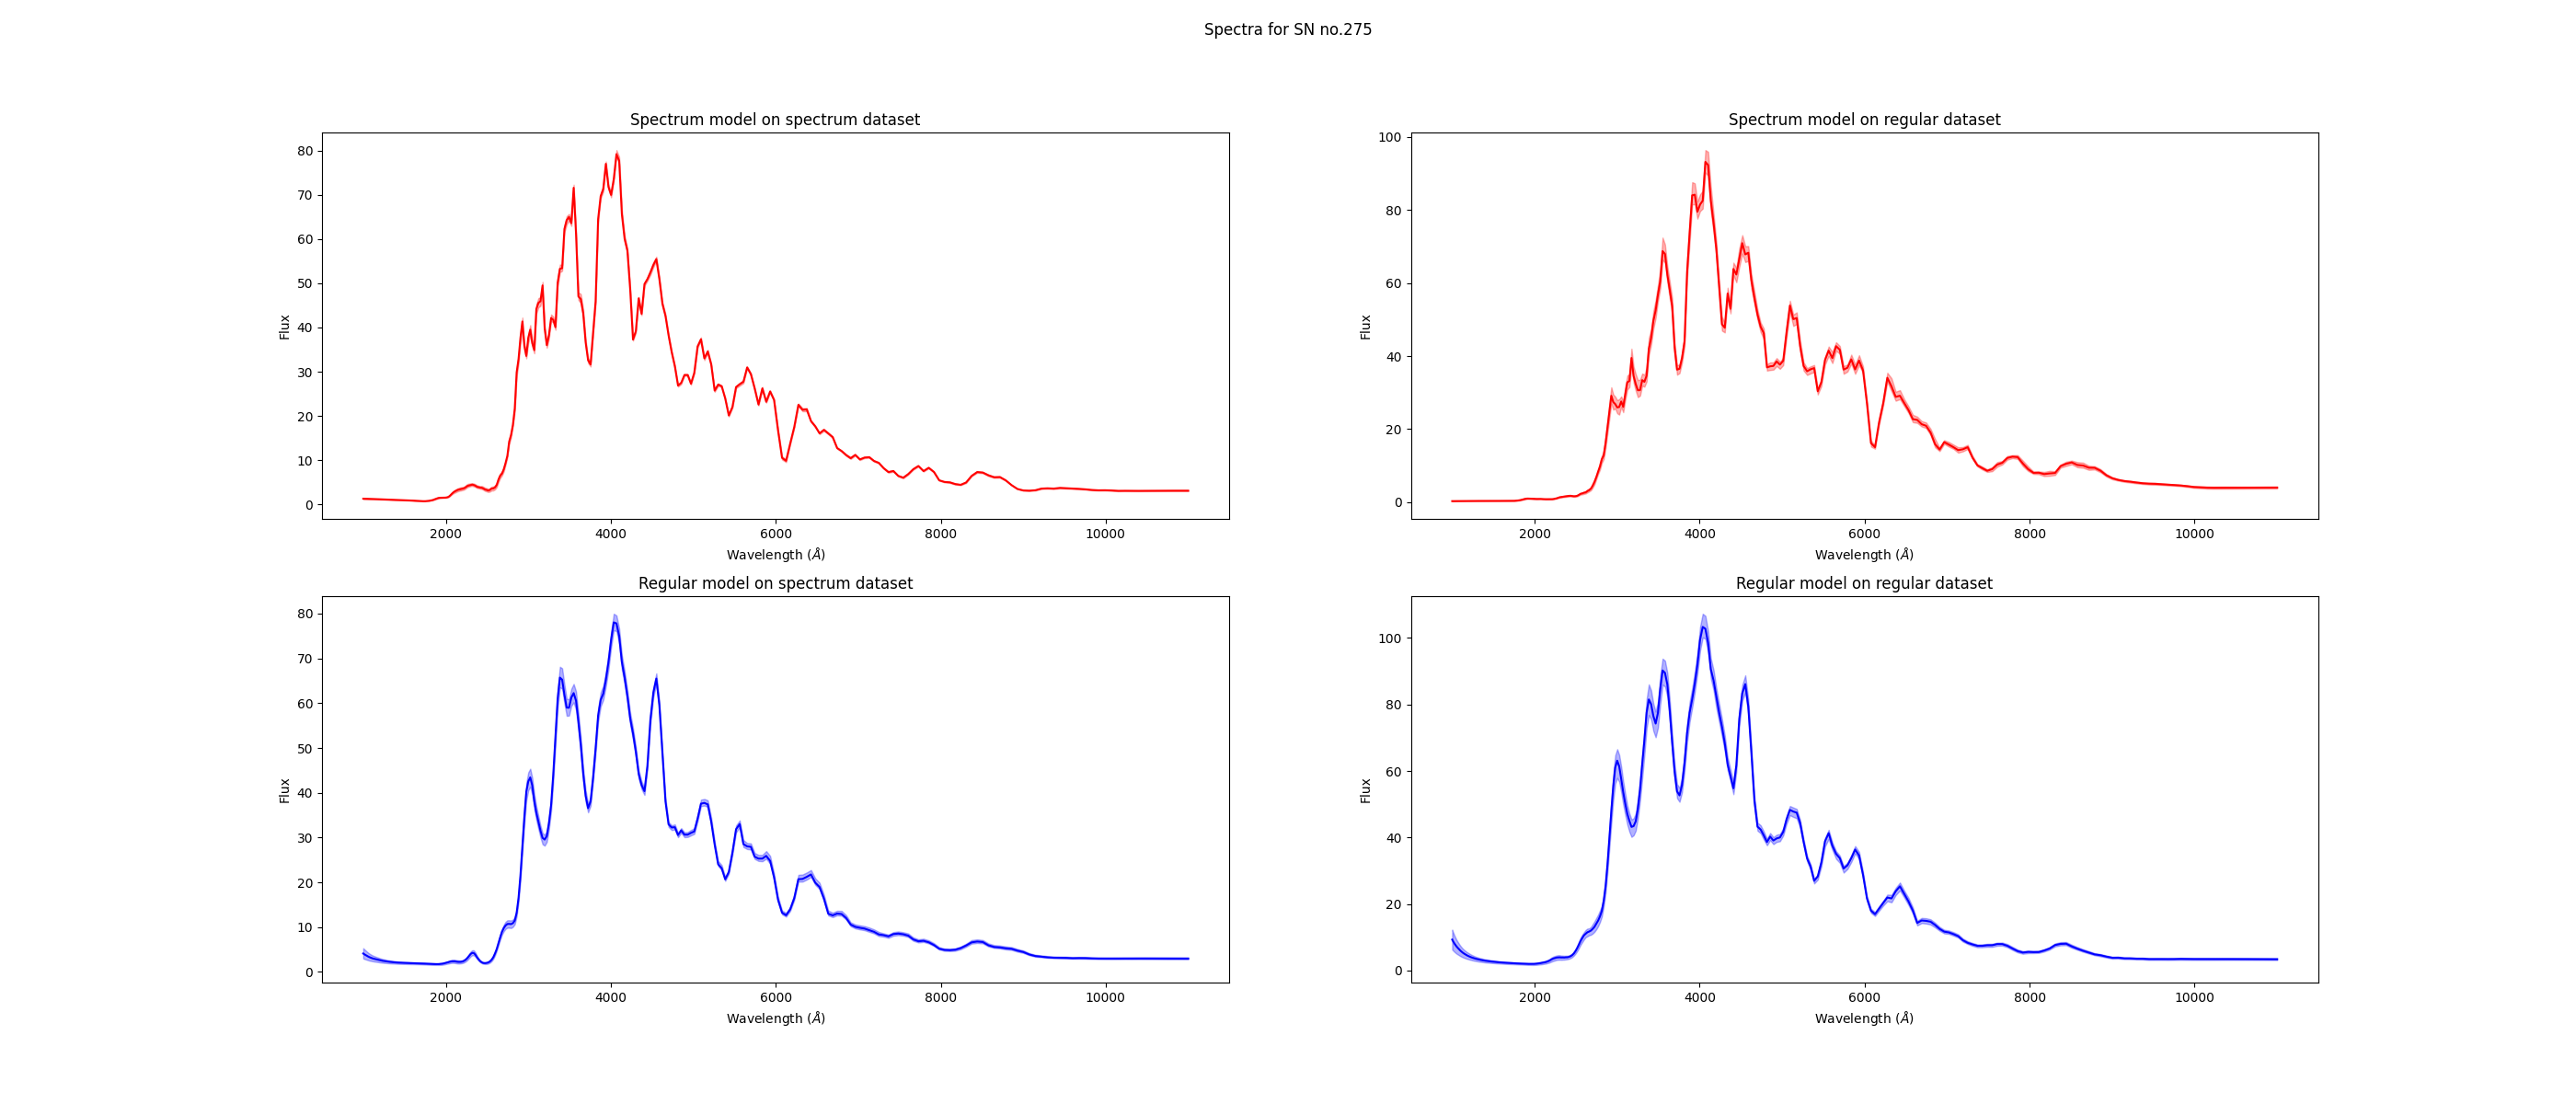 Spectra for SN no.275
Spectrum model on spectrum dataset
80
70
60
50
40
30
20
10
0
Flux
2000 4000 6000 8000 10000
Wavelength (Å)
Spectrum model on regular dataset
100
80
60
40
20
0
Flux
2000 4000 6000 8000 10000
Wavelength (Å)
Regular model on spectrum dataset
80
70
60
50
40
30
20
10
0
Flux
2000 4000 6000 8000 10000
Wavelength (Å)
Regular model on regular dataset
100
80
60
40
20
0
Flux
2000 4000 6000 8000 10000
Wavelength (Å)